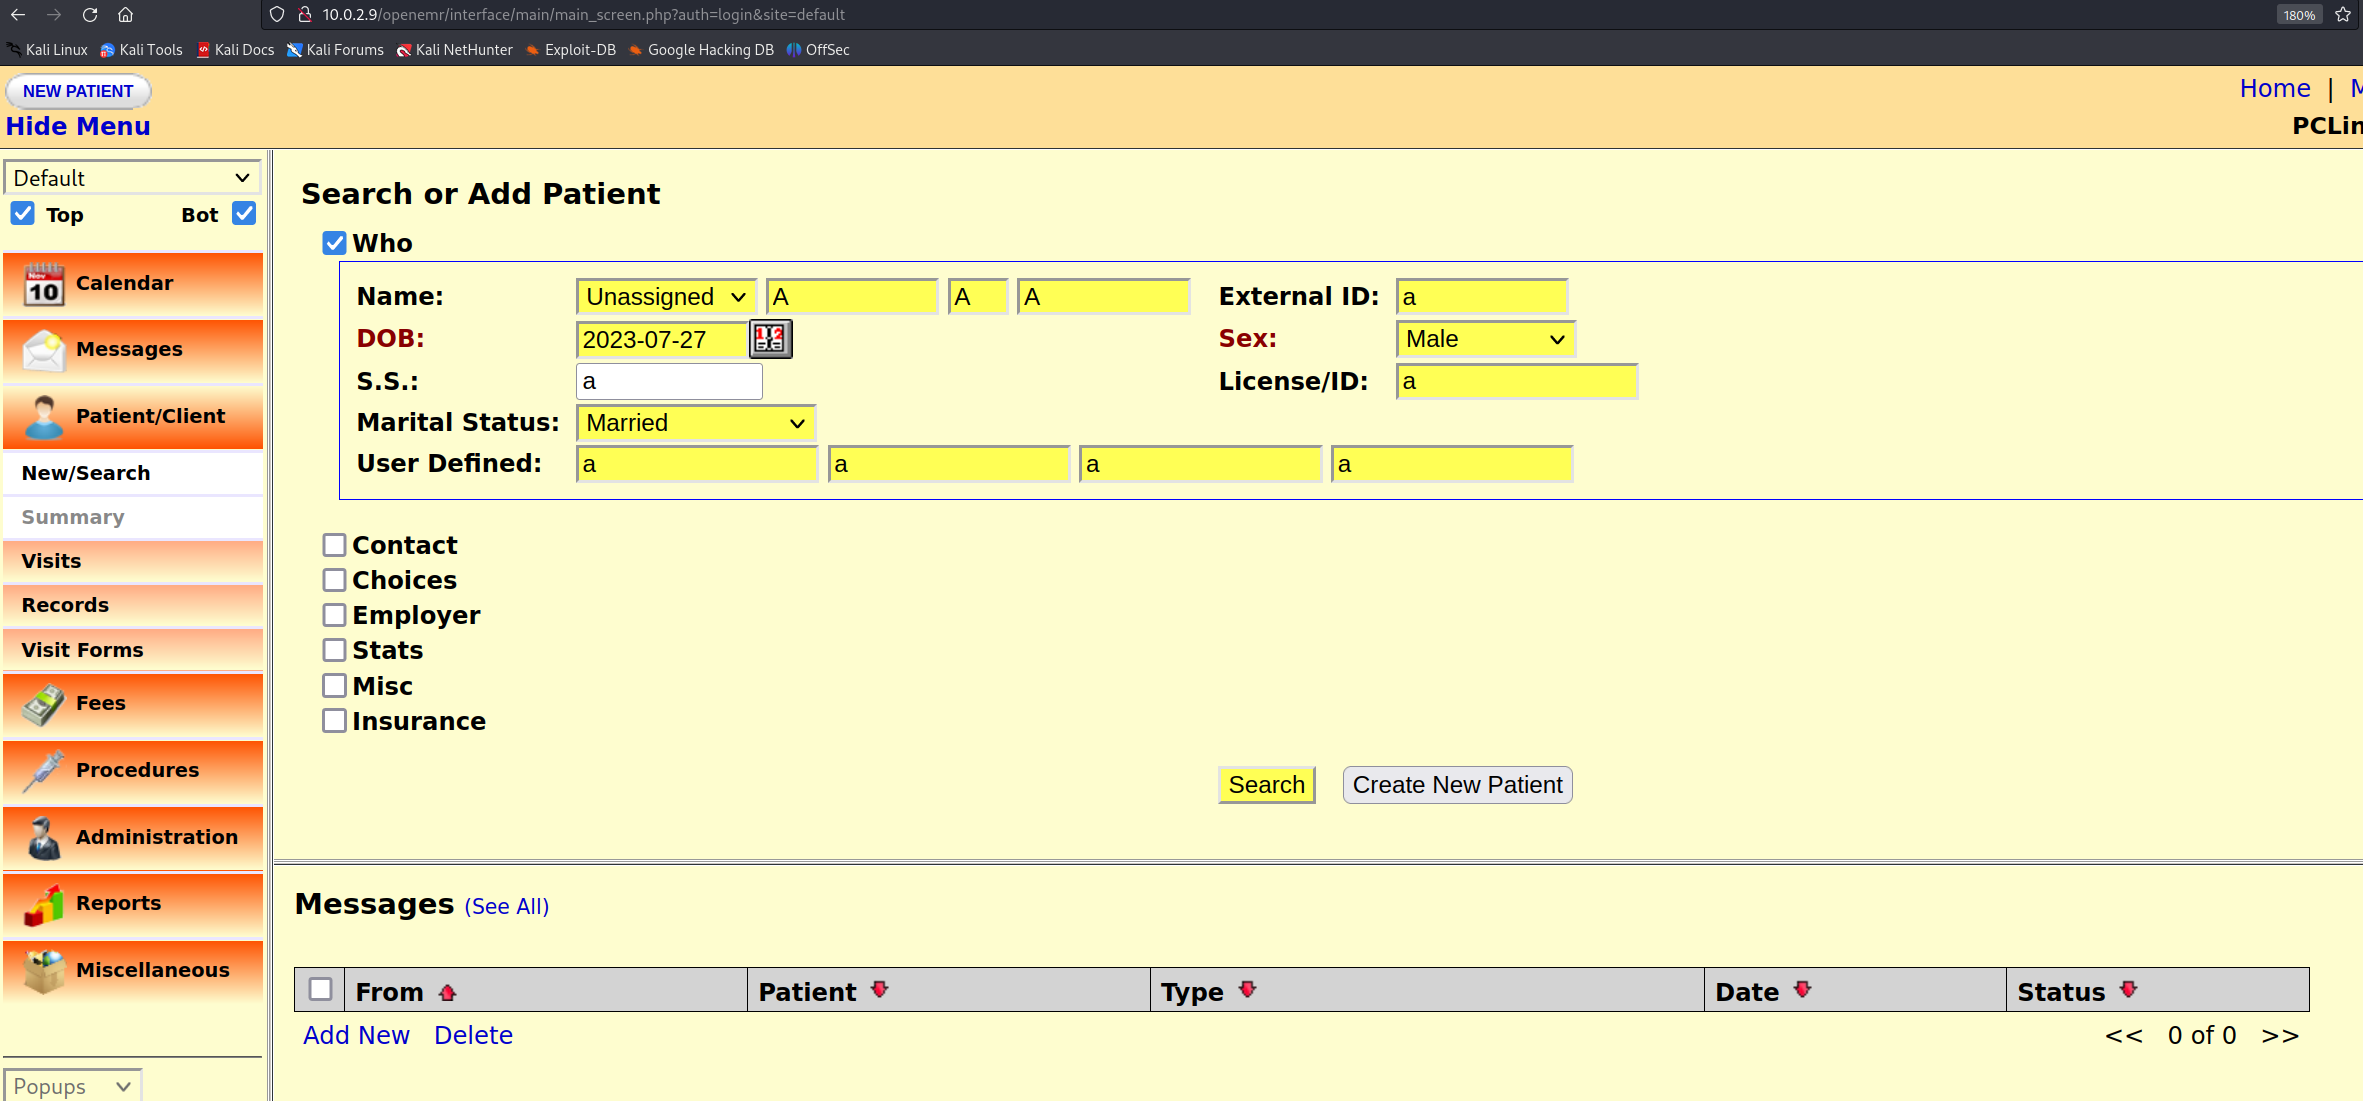 10.0.2.9/openemr/interface/main/main_screen.php?auth=login&site=default 180%
Kali Linux Kali Tools Kali Docs Kali Forums Kali NetHunter Exploit-DB Google Hacking DB OffSec
NEW PATIENT Home | M
Hide Menu PCLin
Default
Top Bot
Calendar
Messages
Patient/Client
New/Search
Summary
Visits
Records
Visit Forms
Fees
Procedures
Administration
Reports
Miscellaneous
Popups
Search or Add Patient
Who
Name: Unassigned A A A External ID: a
DOB: 2023-07-27 Sex: Male
S.S.: a License/ID: a
Marital Status: Married
User Defined: a a a a
Contact
Choices
Employer
Stats
Misc
Insurance
Search Create New Patient
Messages (See All)
From Patient Type Date Status
Add New Delete << 0 of 0 >>